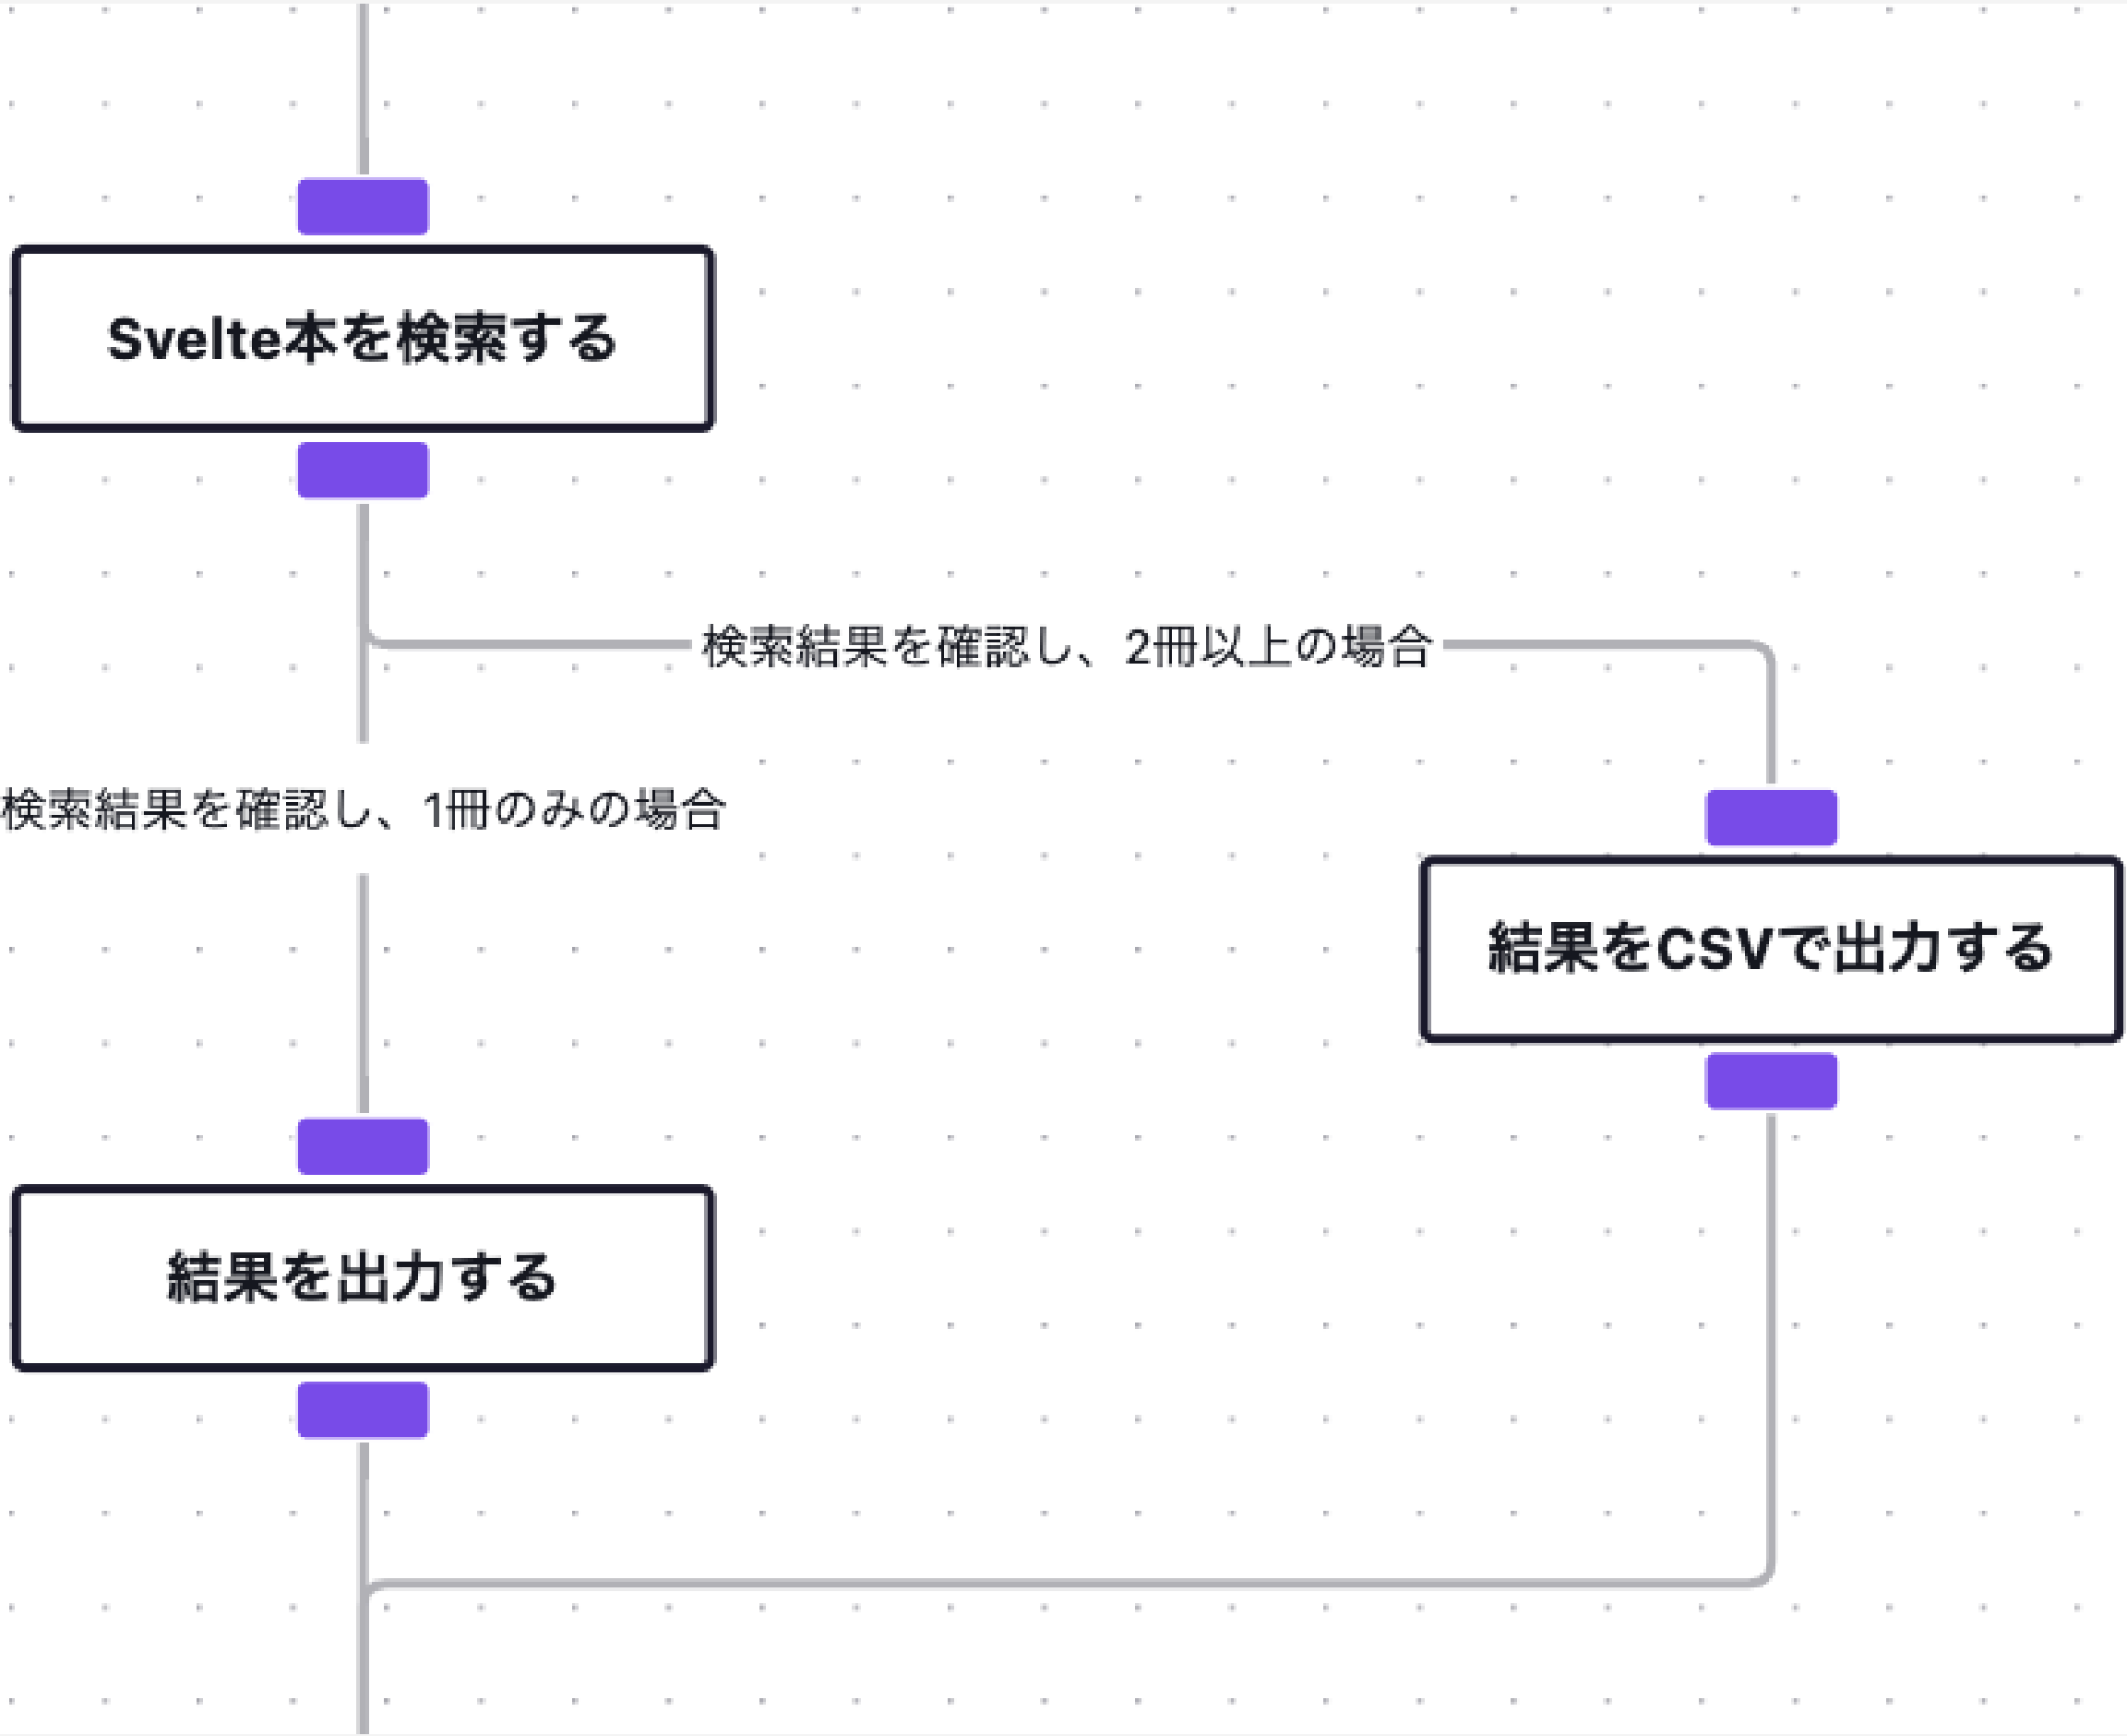 Svelte本を検索する
検索結果を確認し、2冊以上の場合
検索結果を確認し、1冊のみの場合
結果をCSVで出力する
結果を出力する